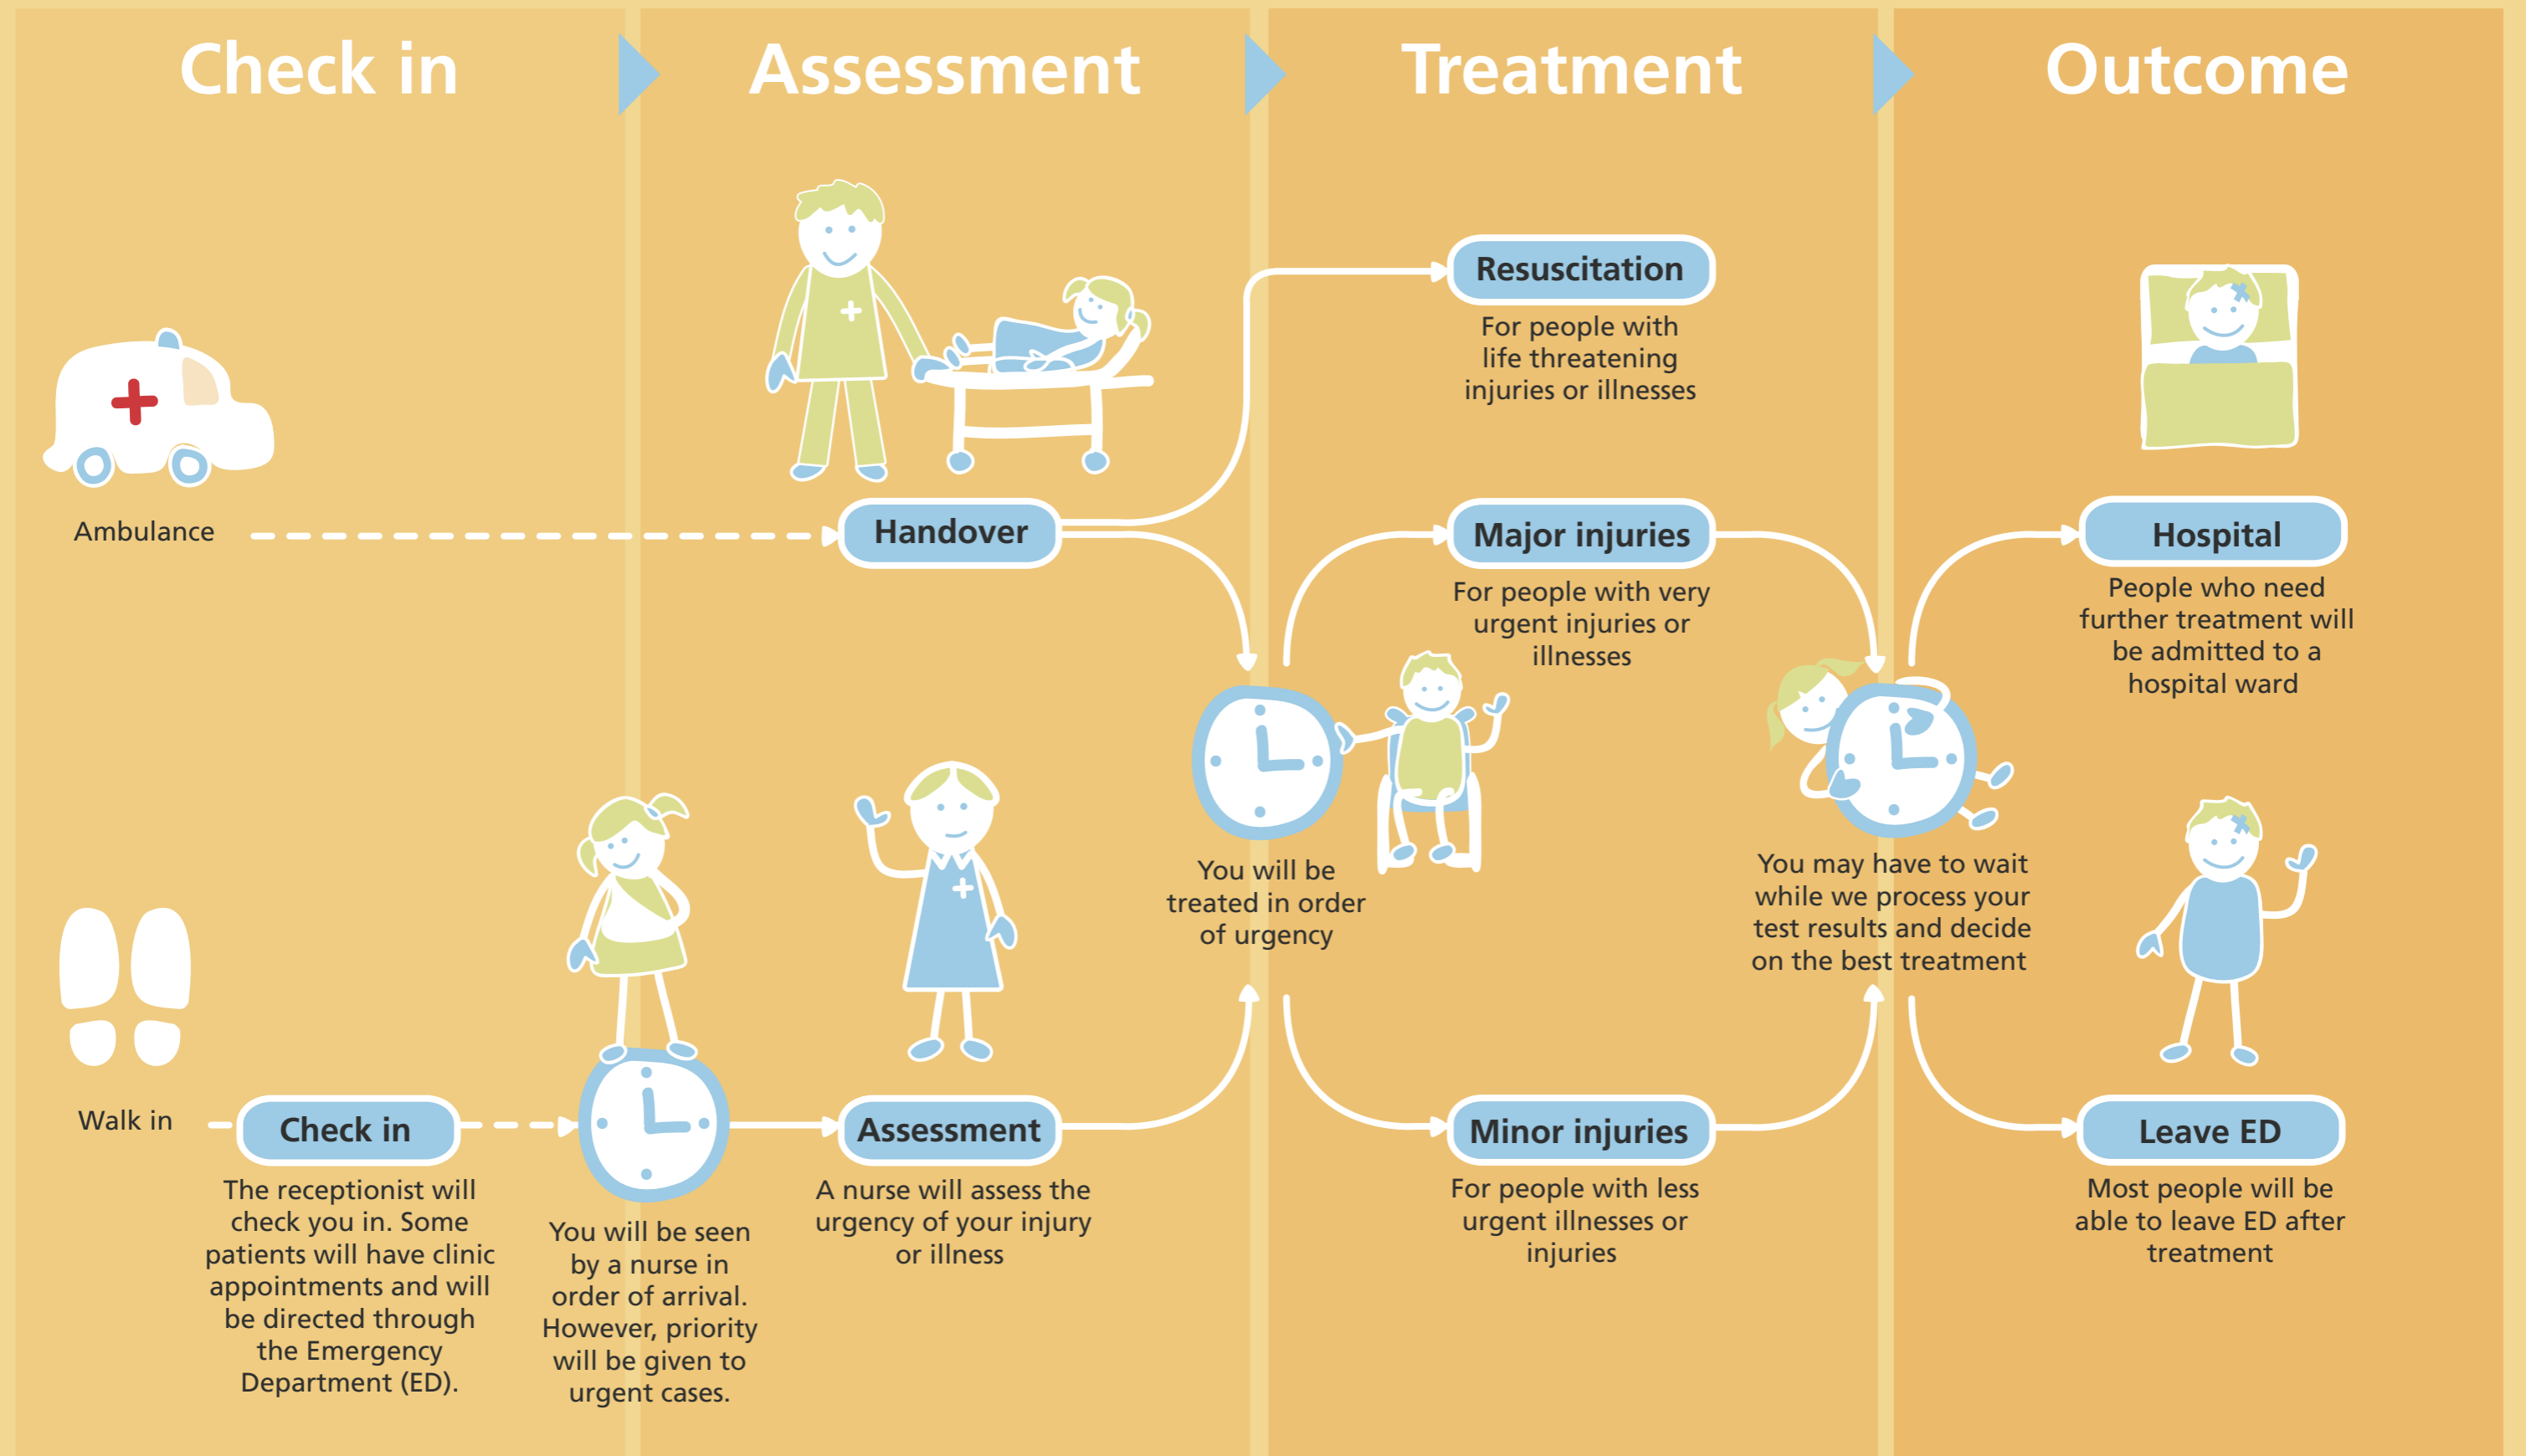 Check in
Assessment
Treatment
Outcome
Ambulance
Handover
Resuscitation
For people with
life threatening
injuries or illnesses
Major injuries
For people with very
urgent injuries or
illnesses
Hospital
People who need
further treatment will
be admitted to a
hospital ward
You will be
treated in order
of urgency
You may have to wait
while we process your
test results and decide
on the best treatment
Walk in
Check in
The receptionist will
check you in. Some
patients will have clinic
appointments and will
be directed through
the Emergency
Department (ED).
You will be seen
by a nurse in
order of arrival.
However, priority
will be given to
urgent cases.
Assessment
A nurse will assess the
urgency of your injury
or illness
Minor injuries
For people with less
urgent illnesses or
injuries
Leave ED
Most people will be
able to leave ED after
treatment